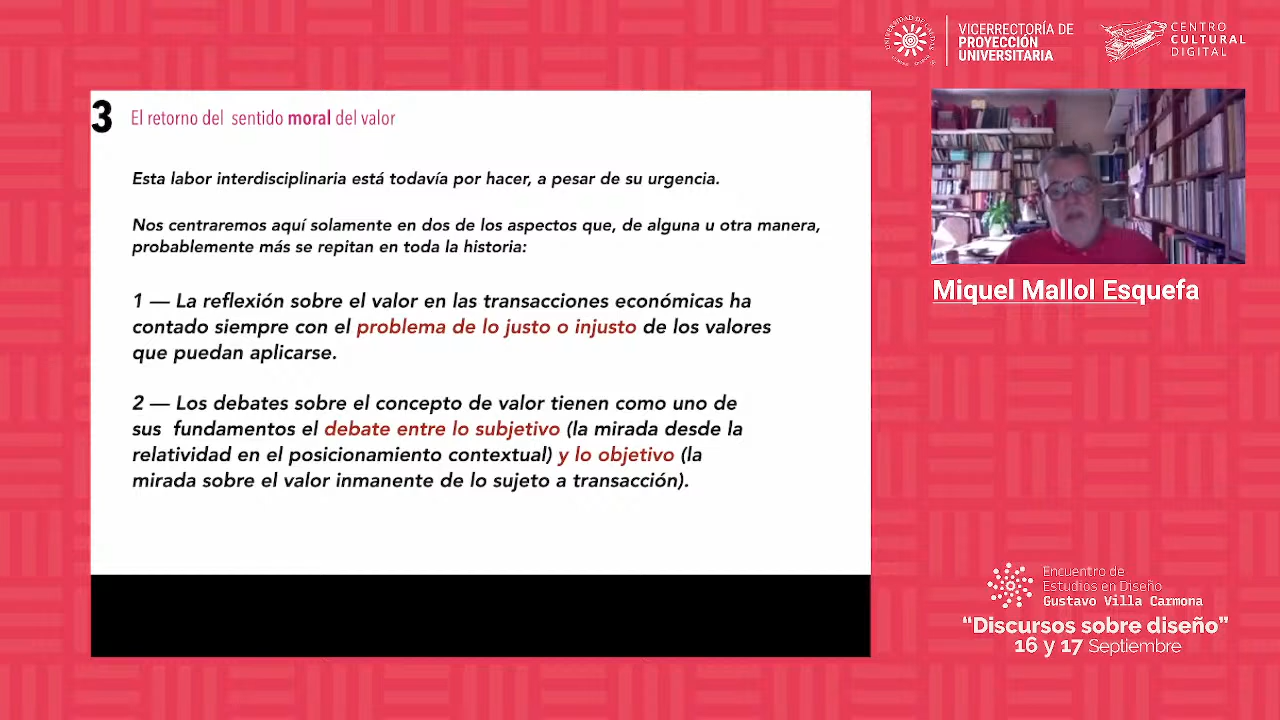 VICERRECTORÍA DE
PROYECCIÓN
UNIVERSITARIA
CENTRO
CULTURAL
DIGITAL
3 El retorno del sentido moral del valor
Esta labor interdisciplinaria está todavía por hacer, a pesar de su urgencia.
Nos centraremos aquí solamente en dos de los aspectos que, de alguna u otra manera,
probablemente más se repitan en toda la historia:
1 — La reflexión sobre el valor en las transacciones económicas ha
contado siempre con el problema de lo justo o injusto de los valores
que puedan aplicarse.
2 — Los debates sobre el concepto de valor tienen como uno de
sus fundamentos el debate entre lo subjetivo (la mirada desde la
relatividad en el posicionamiento contextual) y lo objetivo (la
mirada sobre el valor inmanente de lo sujeto a transacción).
Miquel Mallol Esquefa
Encuentro de
Estudios en Diseño
Gustavo Villa Carmona
“Discursos sobre diseño”
16 y 17 Septiembre